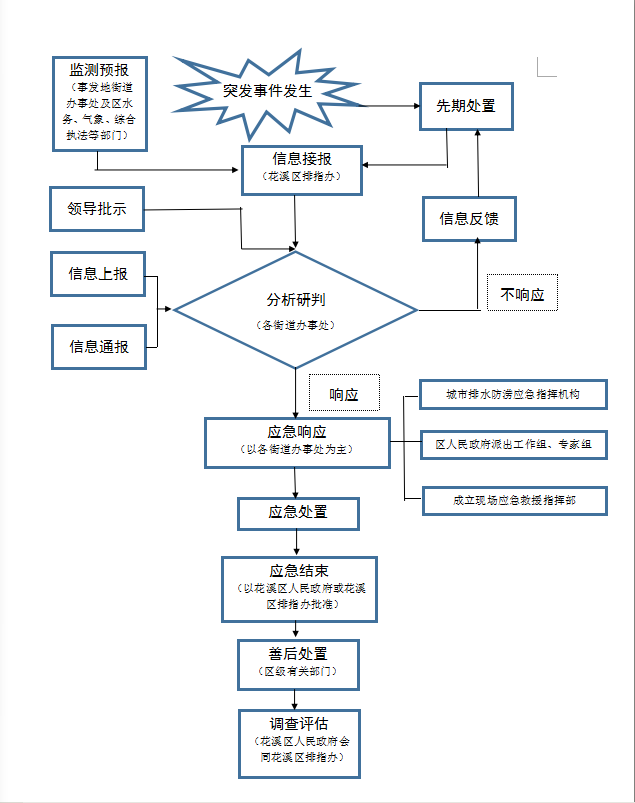 监测预报
（事发地街道
办事处及区水
务、气象、综合
执法等部门）
突发事件发生
先期处置
信息接报
（花溪区排指办）
领导批示
信息反馈
信息上报
分析研判
（各街道办事处）
不响应
信息通报
响应
城市排水防涝应急指挥机构
应急响应
（以各街道办事处为主）
区人民政府派出工作组、专家组
成立现场应急救援指挥部
应急处置
应急结束
（以花溪区人民政府或花溪
区排指办批准）
善后处置
（区级有关部门）
调查评估
（花溪区人民政府会
同花溪区排指办）